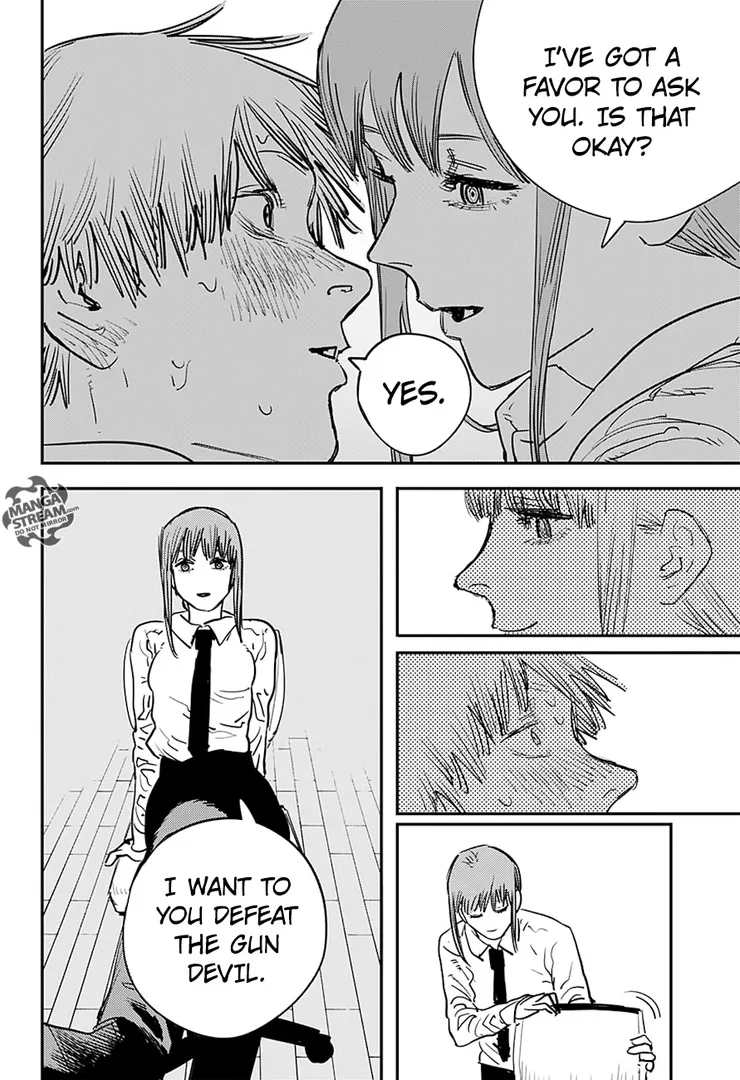 I'VE GOT A
FAVOR TO ASK
YOU. IS THAT
OKAY?
YES.
MANGA
STREAM.com
DO NOT MIRROR
I WANT TO
YOU DEFEAT
THE GUN
DEVIL.